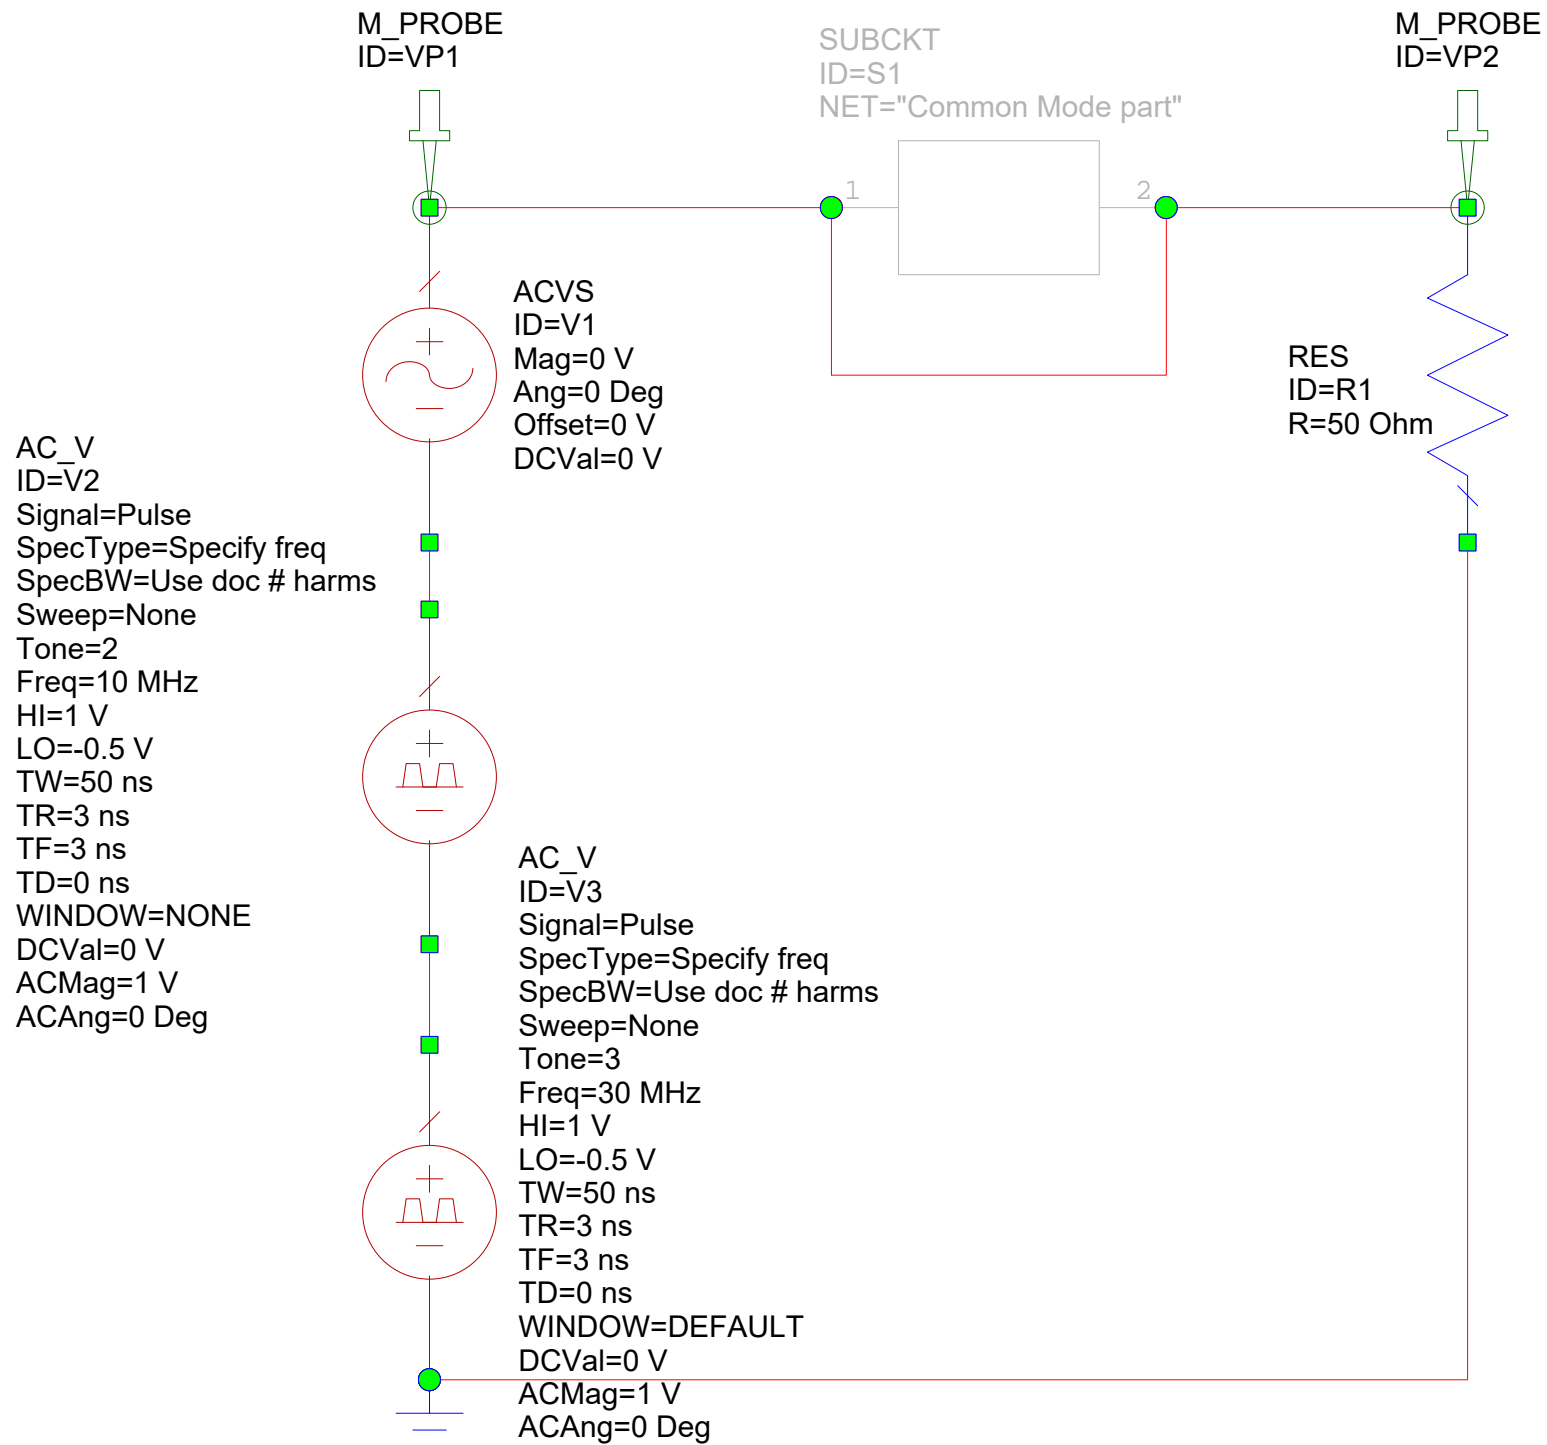 M_PROBE
ID=VP1
SUBCKT
ID=S1
NET="Common Mode part"
M_PROBE
ID=VP2
1
2
ACVS
ID=V1
Mag=0 V
Ang=0 Deg
Offset=0 V
DCVal=0 V
RES
ID=R1
R=50 Ohm
AC_V
ID=V2
Signal=Pulse
SpecType=Specify freq
SpecBW=Use doc # harms
Sweep=None
Tone=2
Freq=10 MHz
HI=1 V
LO=-0.5 V
TW=50 ns
TR=3 ns
TF=3 ns
TD=0 ns
WINDOW=NONE
DCVal=0 V
ACMag=1 V
ACAng=0 Deg
AC_V
ID=V3
Signal=Pulse
SpecType=Specify freq
SpecBW=Use doc # harms
Sweep=None
Tone=3
Freq=30 MHz
HI=1 V
LO=-0.5 V
TW=50 ns
TR=3 ns
TF=3 ns
TD=0 ns
WINDOW=DEFAULT
DCVal=0 V
ACMag=1 V
ACAng=0 Deg